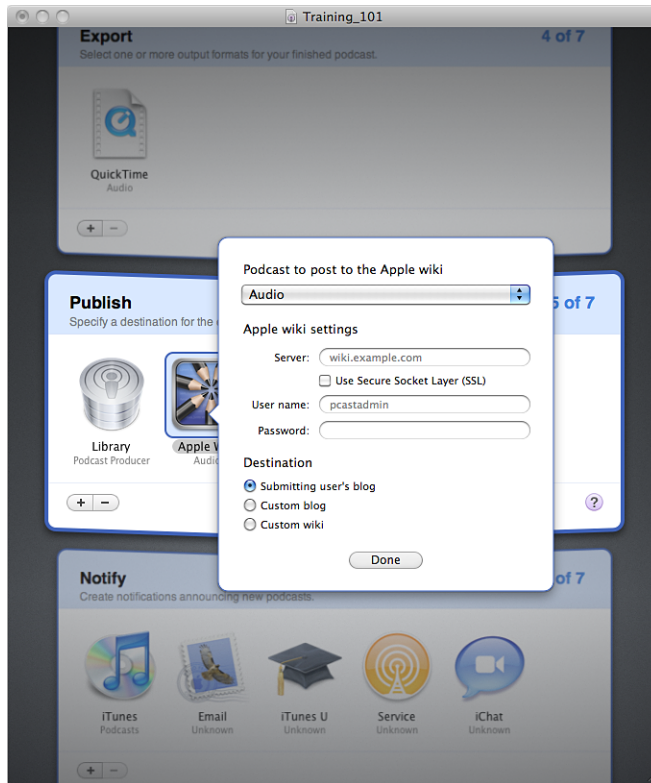 Training_101
Export
4 of 7
Select one or more output formats for your finished podcast.
QuickTime
Audio
Podcast to post to the Apple wiki
Audio
Publish
5 of 7
Specify a destination for the
Apple wiki settings
Server: wiki.example.com
Use Secure Socket Layer (SSL)
User name: pcastadmin
Password:
Library
Podcast Producer
Apple W
Audio
Destination
Submitting user's blog
Custom blog
Custom wiki
?
Done
Notify
of 7
Create notifications announcing new podcasts.
iTunes
Podcasts
Email
Unknown
iTunes U
Unknown
Service
Unknown
iChat
Unknown